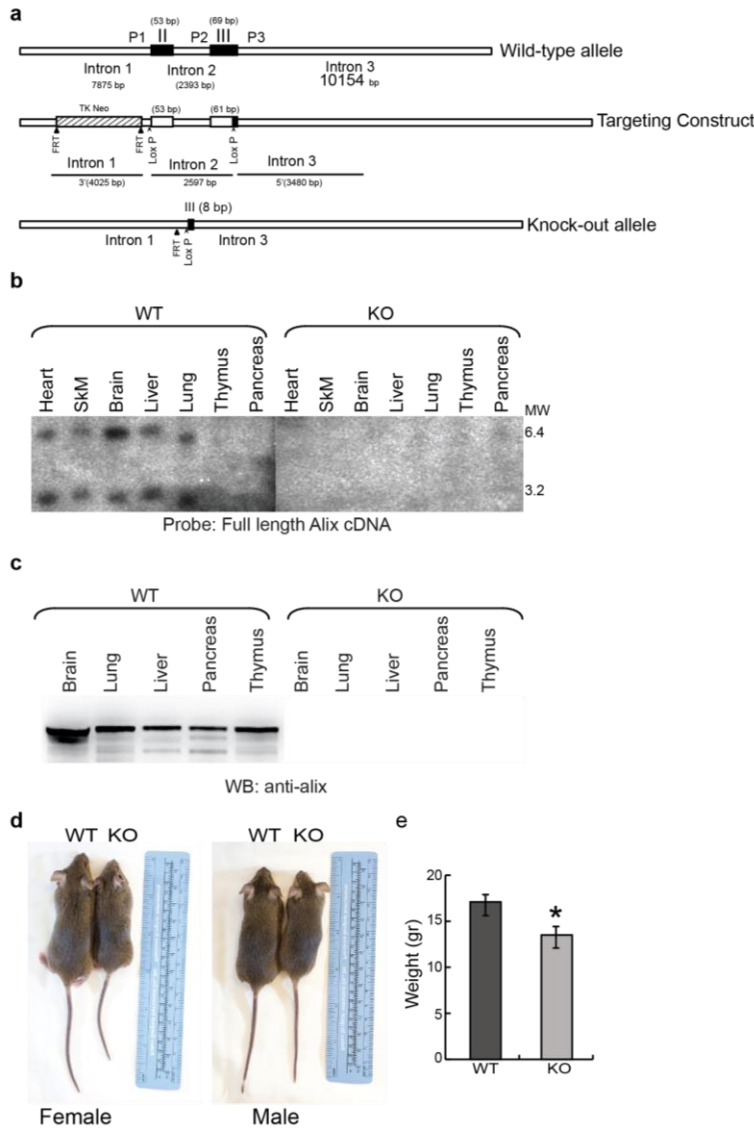 a
(53 bp) (69 bp)
P1 II P2 III P3
Wild-type allele
Intron 1 Intron 2 Intron 3
7875 bp (2393 bp) 10154 bp
TK Neo (53 bp) (61 bp)
Targeting Construct
FRT FRT Lox P Lox P
Intron 1 Intron 2 Intron 3
3'(4025 bp) 2597 bp 5'(3480 bp)
III (8 bp)
Knock-out allele
Intron 1 FRT Lox P Intron 3
b
WT KO
Heart SkM Brain Liver Lung Thymus Pancreas Heart SkM Brain Liver Lung Thymus Pancreas
MW
6.4
3.2
Probe: Full length Alix cDNA
c
WT KO
Brain Lung Liver Pancreas Thymus Brain Lung Liver Pancreas Thymus
WB: anti-alix
d
WT KO WT KO
Female Male
e
Weight (gr)
20
15
10
5
0
*
WT KO